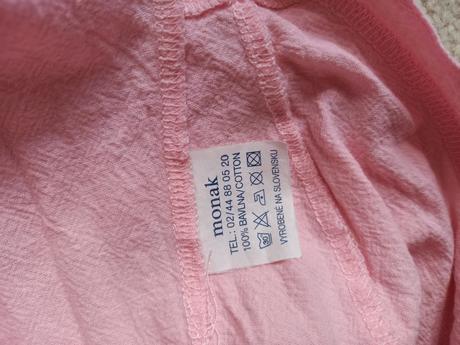 monak
TEL.: 02/44 88 05 20
100% BAVLNA/COTTON
VYROBENÉ NA SLOVENSKU